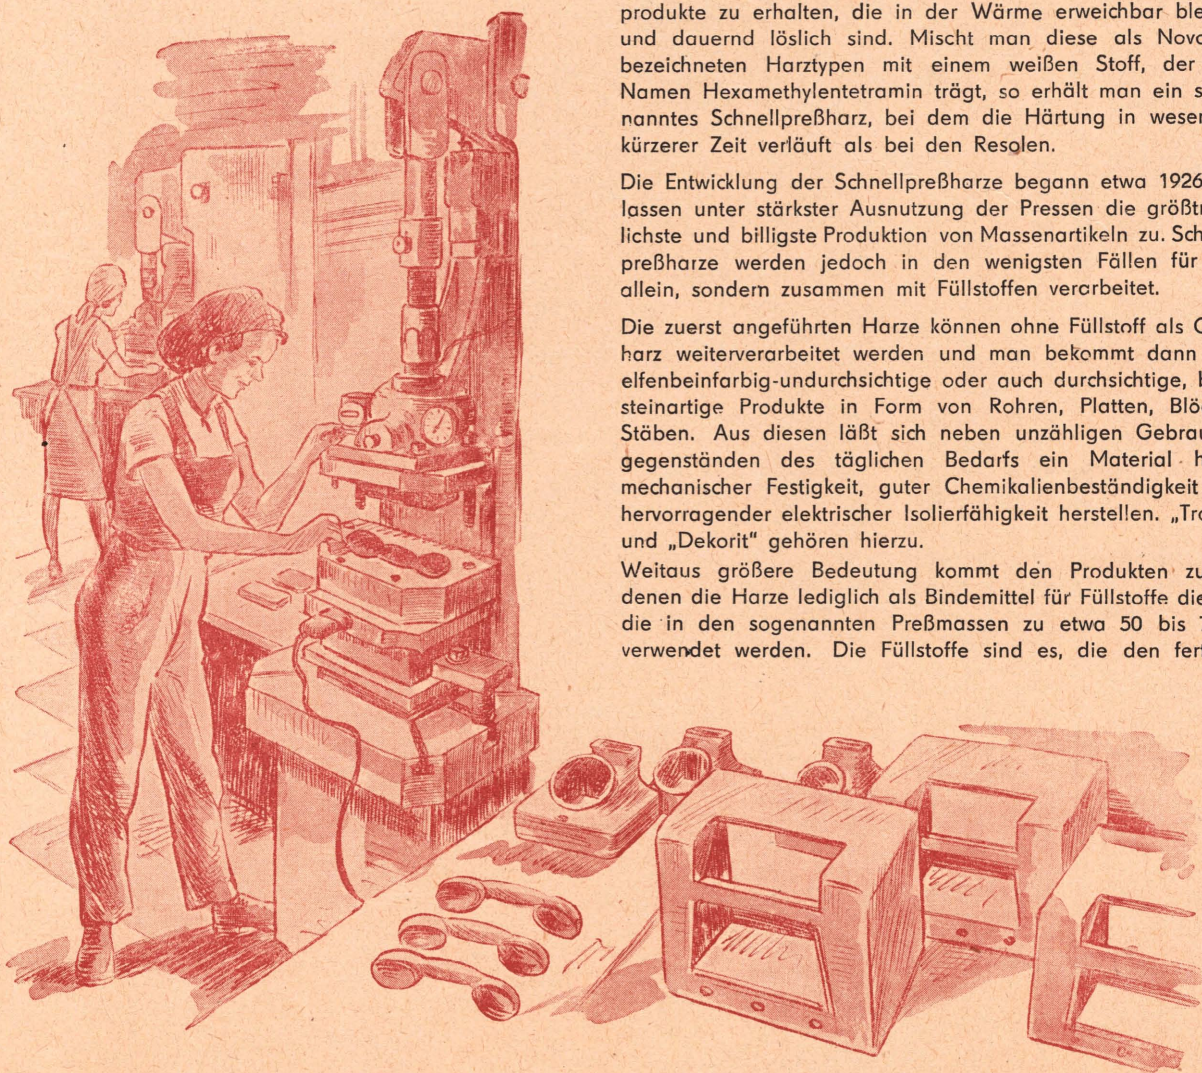 produkte zu erhalten, die in der Wärme erweichbar ble
und dauernd löslich sind. Mischt man diese als Novo
bezeichneten Harztypen mit einem weißen Stoff, der
Namen Hexamethylentetramin trägt, so erhält man ein s
nanntes Schnellpreßharz, bei dem die Härtung in wesen
kürzerer Zeit verläuft als bei den Resolen.
Die Entwicklung der Schnellpreßharze begann etwa 1926
lassen unter stärkster Ausnutzung der Pressen die größt
lichste und billigste Produktion von Massenartikeln zu. Sch
preßharze werden jedoch in den wenigsten Fällen für
allein, sondern zusammen mit Füllstoffen verarbeitet.
Die zuerst angeführten Harze können ohne Füllstoff als
harz weiterverarbeitet werden und man bekommt dann
elfenbeinfarbig-undurchsichtige oder auch durchsichtige,
steinartige Produkte in Form von Rohren, Platten, Blö
Stäben. Aus diesen läßt sich neben unzähligen Gebrau
gegenständen des täglichen Bedarfs ein Material h
mechanischer Festigkeit, guter Chemikalienbeständigkeit
hervorragender elektrischer Isolierfähigkeit herstellen. „Tro
und „Dekorit“ gehören hierzu.
Weitaus größere Bedeutung kommt den Produkten zu
denen die Harze lediglich als Bindemittel für Füllstoffe die
die in den sogenannten Preßmassen zu etwa 50 bis
verwendet werden. Die Füllstoffe sind es, die den fert